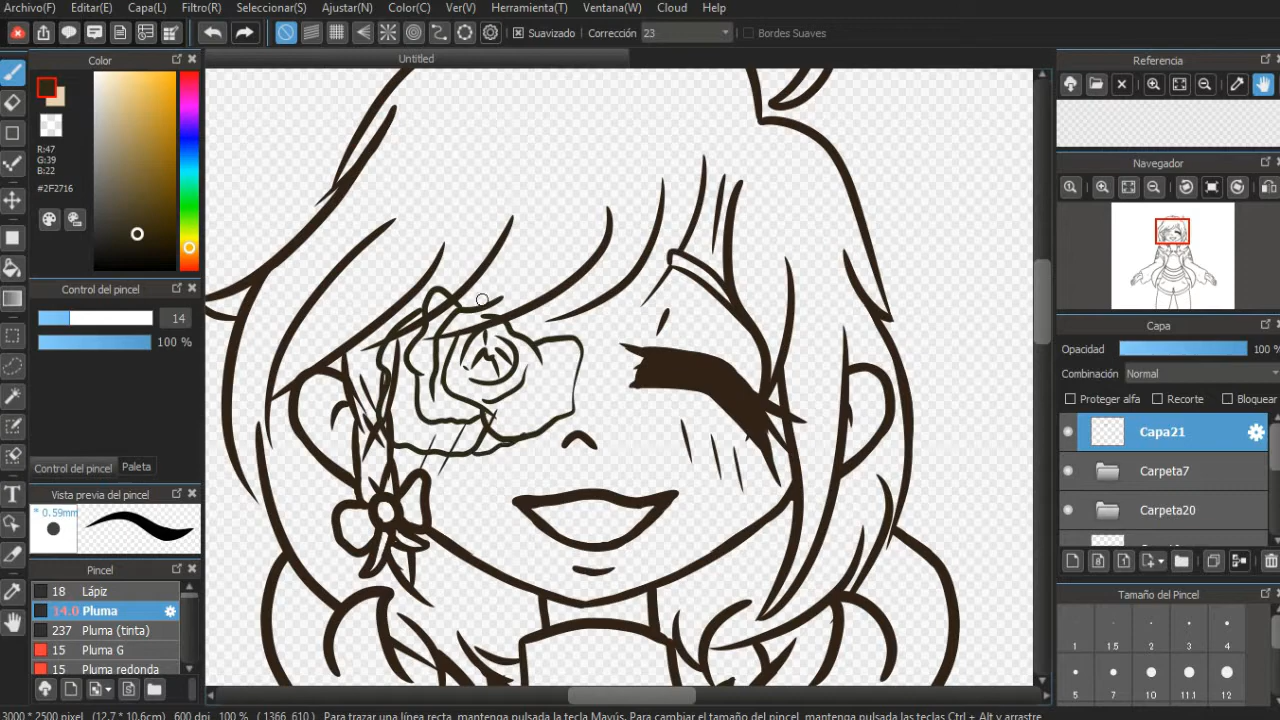 Archivo(F) Editar(E) Capa(L) Filtro(R) Seleccionar(S) Ajustar(N) Color(C) Ver(V) Herramienta(T) Ventana(W) Cloud Help
Suavizado Corrección 23 Bordes Suaves
Color
Untitled
Referencia
R:47
G:39
B:22
#2F2716
Navegador
Control del pincel
14
100 %
Capa
Opacidad 100 %
Combinación Normal
Proteger alfa Recorte Bloquear
Capa21
Carpeta7
Carpeta20
Control del pincel Paleta
Vista previa del pincel
* 0.59mm
Pincel
18 Lápiz
14.0 Pluma
237 Pluma (tinta)
15 Pluma G
15 Pluma redonda
Tamaño del Pincel
1 1.5 2 3 4
5 7 10 11.1 12
3000 * 2500 pixel (12.7 * 10.6cm) 600 dpi 100 % ( 1366, 610 ) Para trazar una línea recta, mantenga pulsada la tecla Mayús. Para cambiar el tamaño del pincel, mantenga pulsada las teclas Ctrl + Alt y arrastre